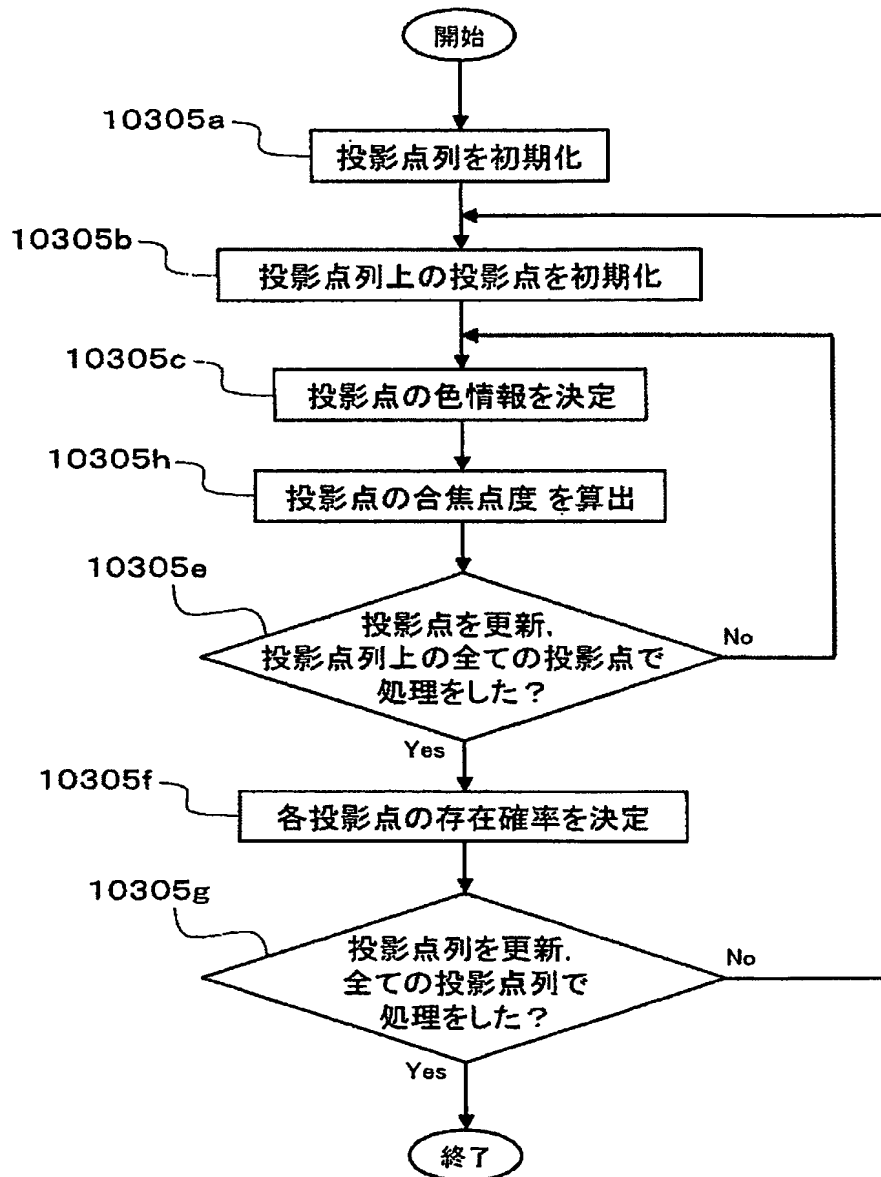 開始
10305a
投影点列を初期化
10305b
投影点列上の投影点を初期化
10305c
投影点の色情報を決定
10305h
投影点の合焦点度 を算出
10305e
投影点を更新.
投影点列上の全ての投影点で
処理をした？
No
Yes
10305f
各投影点の存在確率を決定
10305g
投影点列を更新.
全ての投影点列で
処理をした？
No
Yes
終了